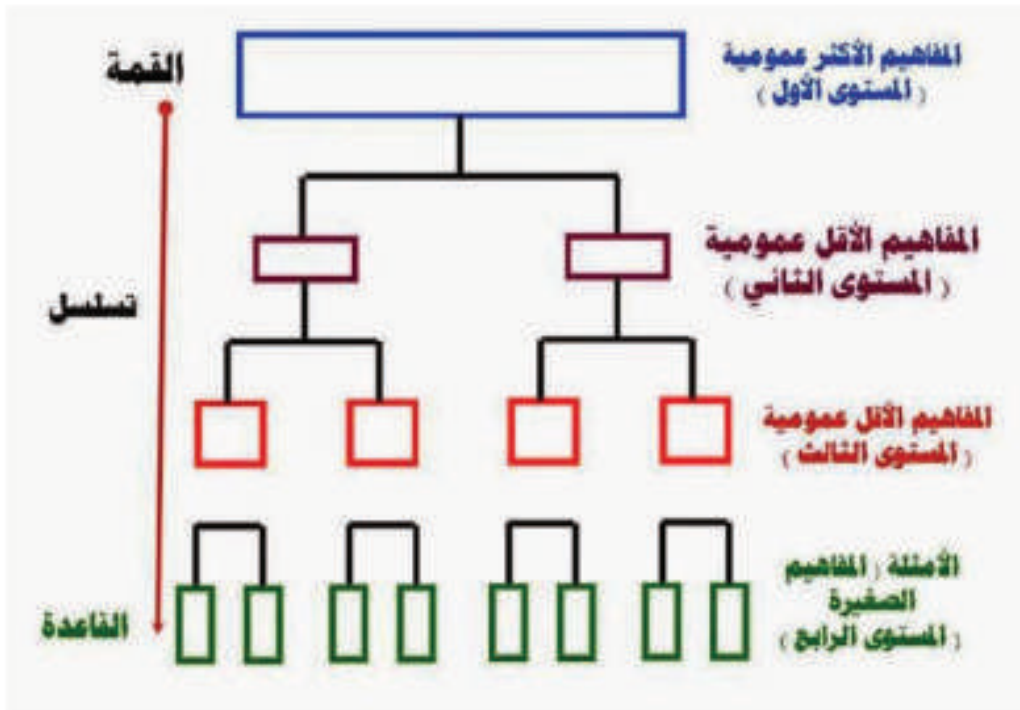 القمة
المفاهيم الأكثر عمومية
( المستوى الأول )
المفاهيم الأقل عمومية
( المستوى الثاني )
تسلسل
المفاهيم الأقل عمومية
( المستوى الثالث )
الأمثلة ( المفاهيم
الصغيرة
( المستوى الرابع )
القاعدة